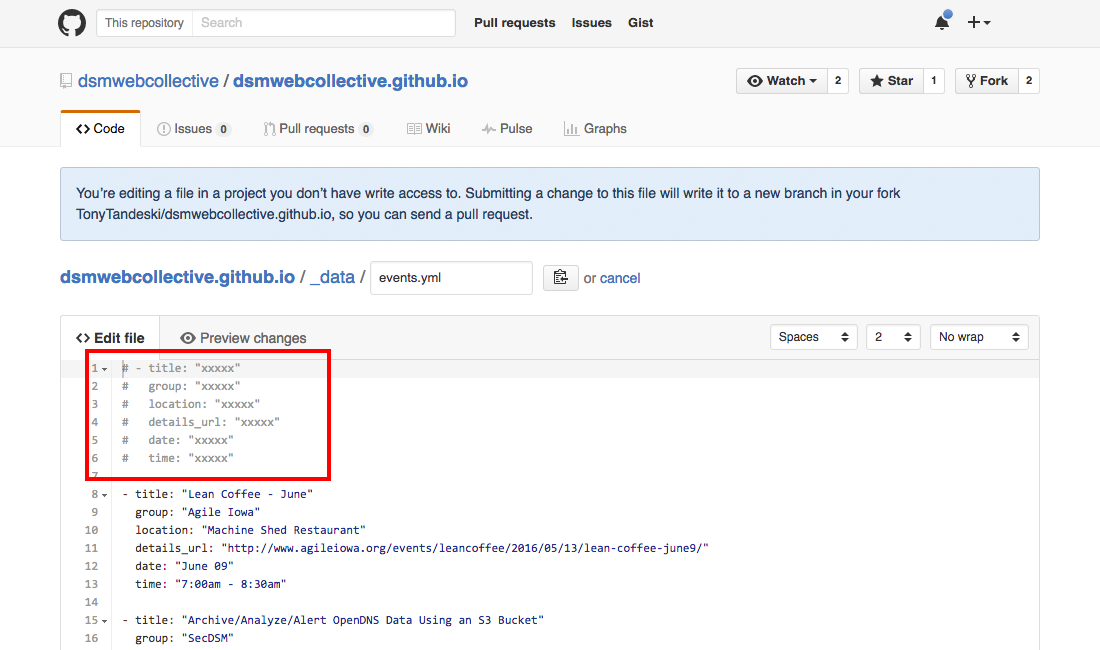 This repository Search Pull requests Issues Gist
dsmwebcollective / dsmwebcollective.github.io Watch 2 Star 1 Fork 2
Code Issues 0 Pull requests 0 Wiki Pulse Graphs
You're editing a file in a project you don't have write access to. Submitting a change to this file will write it to a new branch in your fork
TonyTandeski/dsmwebcollective.github.io, so you can send a pull request.
dsmwebcollective.github.io / _data / events.yml or cancel
Edit file Preview changes Spaces 2 No wrap
1 # - title: "xxxxx"
2 #   group: "xxxxx"
3 #   location: "xxxxx"
4 #   details_url: "xxxxx"
5 #   date: "xxxxx"
6 #   time: "xxxxx"
7
8 - title: "Lean Coffee - June"
9   group: "Agile Iowa"
10   location: "Machine Shed Restaurant"
11   details_url: "http://www.agileiowa.org/events/leancoffee/2016/05/13/lean-coffee-june9/"
12   date: "June 09"
13   time: "7:00am - 8:30am"
14
15 - title: "Archive/Analyze/Alert OpenDNS Data Using an S3 Bucket"
16   group: "SecDSM"